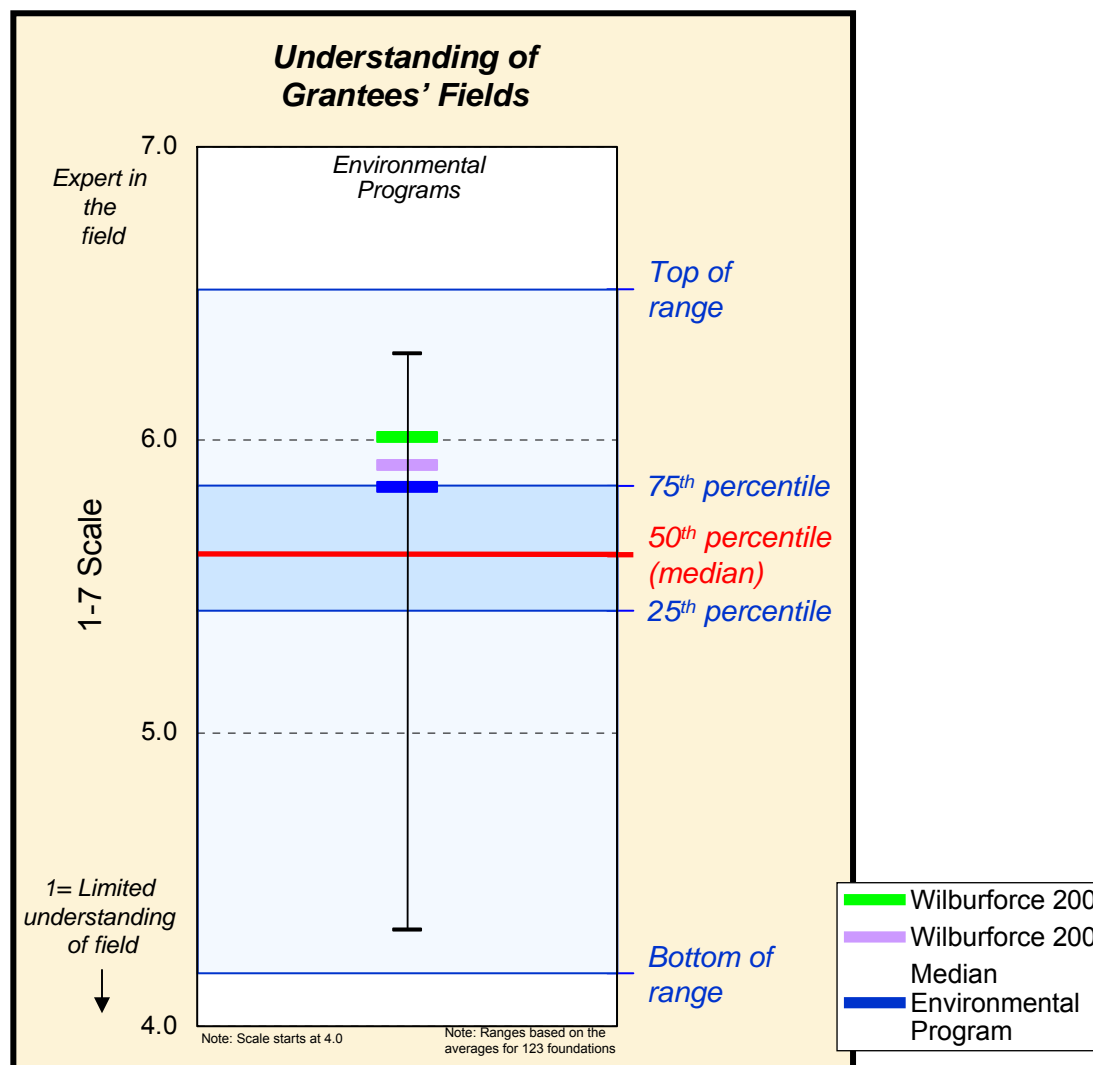 Understanding of
Grantees’ Fields
7.0
Expert in
the
field
Environmental
Programs
Top of
range
6.0
75th percentile
50th percentile
(median)
25th percentile
1-7 Scale
5.0
1= Limited
understanding
of field
Bottom of
range
4.0
Note: Scale starts at 4.0
Note: Ranges based on the
averages for 123 foundations
Wilburforce 200
Wilburforce 200
Median
Environmental
Program